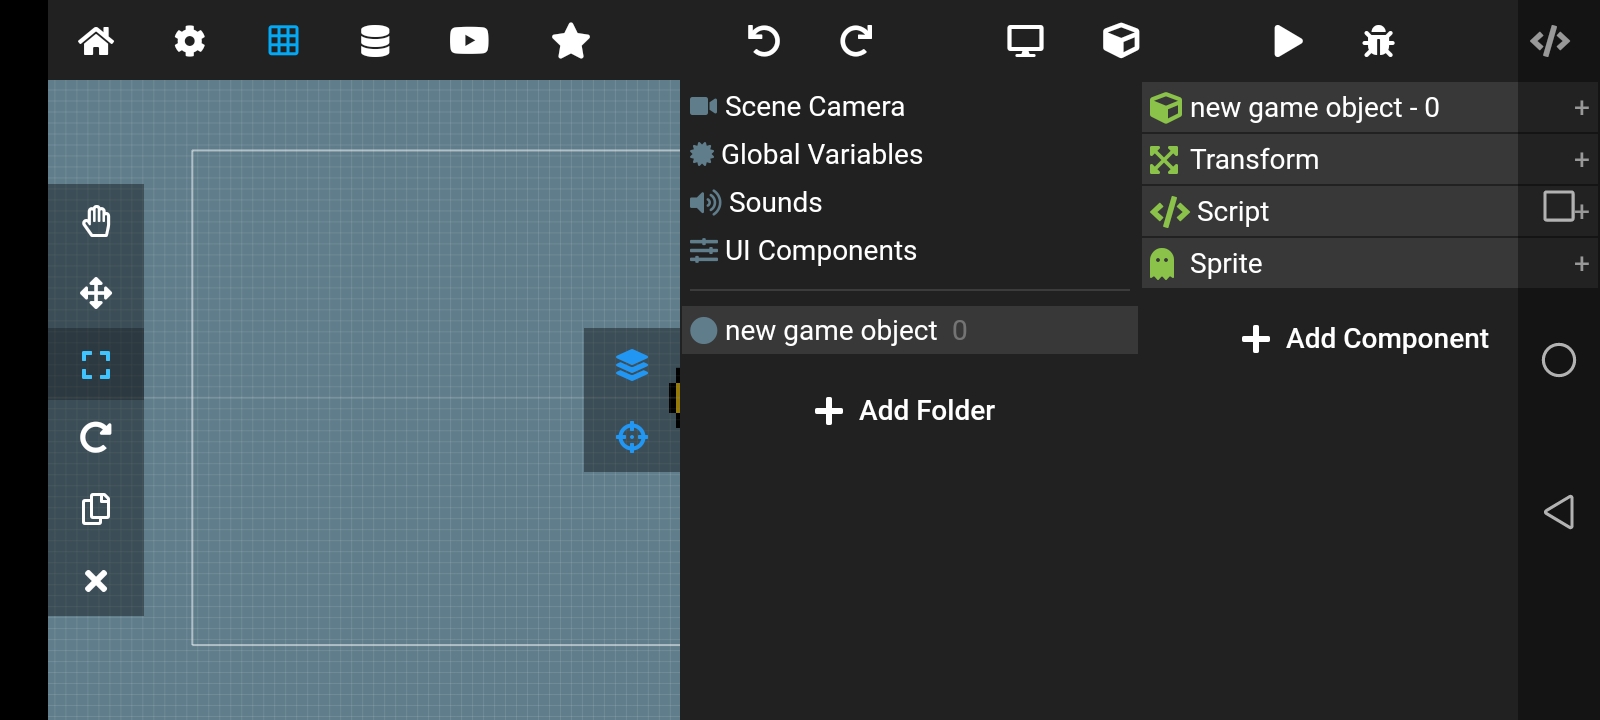 Scene Camera
Global Variables
Sounds
UI Components
new game object 0
+ Add Folder
new game object - 0 +
Transform +
Script +
Sprite +
+ Add Component